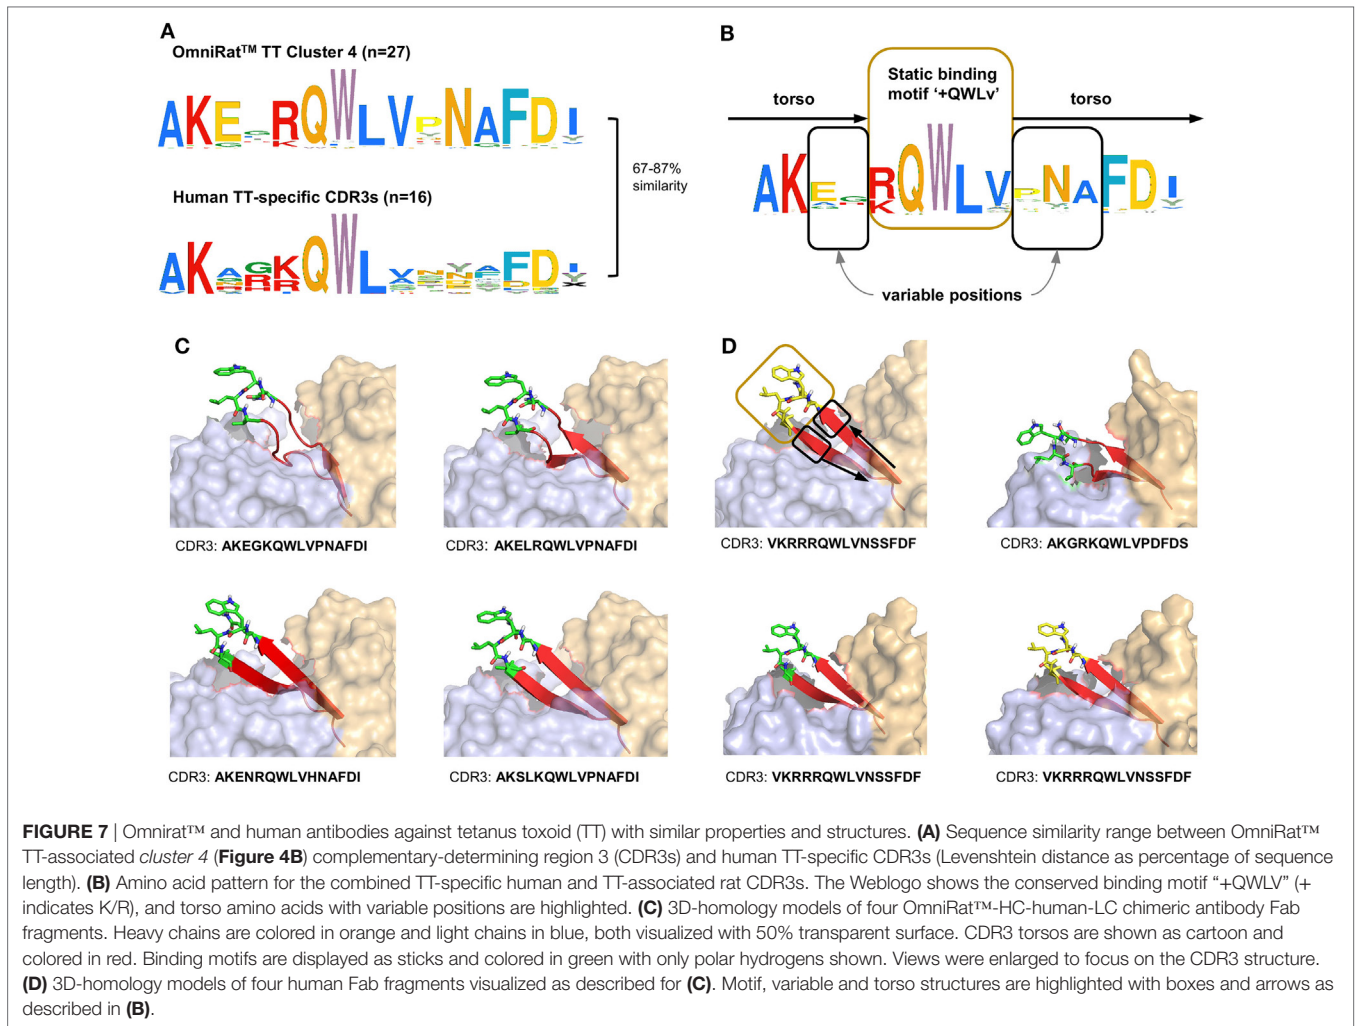 A
OmniRat™ TT Cluster 4 (n=27)
AKE RQWLVPNAFDI
67-87%
similarity
Human TT-specific CDR3s (n=16)
AKAGKQWLVNYAFDI
B
Static binding
motif ‘+QWLv’
torso
torso
AKEGRQWLVPNAFDI
variable positions
C
CDR3: AKEGKQWLVPNAFDI
CDR3: AKELRQWLVPNAFDI
CDR3: AKENRQWLVHNAFDI
CDR3: AKSLKQWLVPNAFDI
D
CDR3: VKRRRQWLVNSSFDF
CDR3: AKGRKQWLVPDFDS
CDR3: VKRRRQWLVNSSFDF
CDR3: VKRRRQWLVNSSFDF
FIGURE 7 | Omnirat™ and human antibodies against tetanus toxoid (TT) with similar properties and structures. (A) Sequence similarity range between OmniRat™
TT-associated cluster 4 (Figure 4B) complementary-determining region 3 (CDR3s) and human TT-specific CDR3s (Levenshtein distance as percentage of sequence
length). (B) Amino acid pattern for the combined TT-specific human and TT-associated rat CDR3s. The Weblogo shows the conserved binding motif “+QWLV” (+
indicates K/R), and torso amino acids with variable positions are highlighted. (C) 3D-homology models of four OmniRat™-HC-human-LC chimeric antibody Fab
fragments. Heavy chains are colored in orange and light chains in blue, both visualized with 50% transparent surface. CDR3 torsos are shown as cartoon and
colored in red. Binding motifs are displayed as sticks and colored in green with only polar hydrogens shown. Views were enlarged to focus on the CDR3 structure.
(D) 3D-homology models of four human Fab fragments visualized as described for (C). Motif, variable and torso structures are highlighted with boxes and arrows as
described in (B).